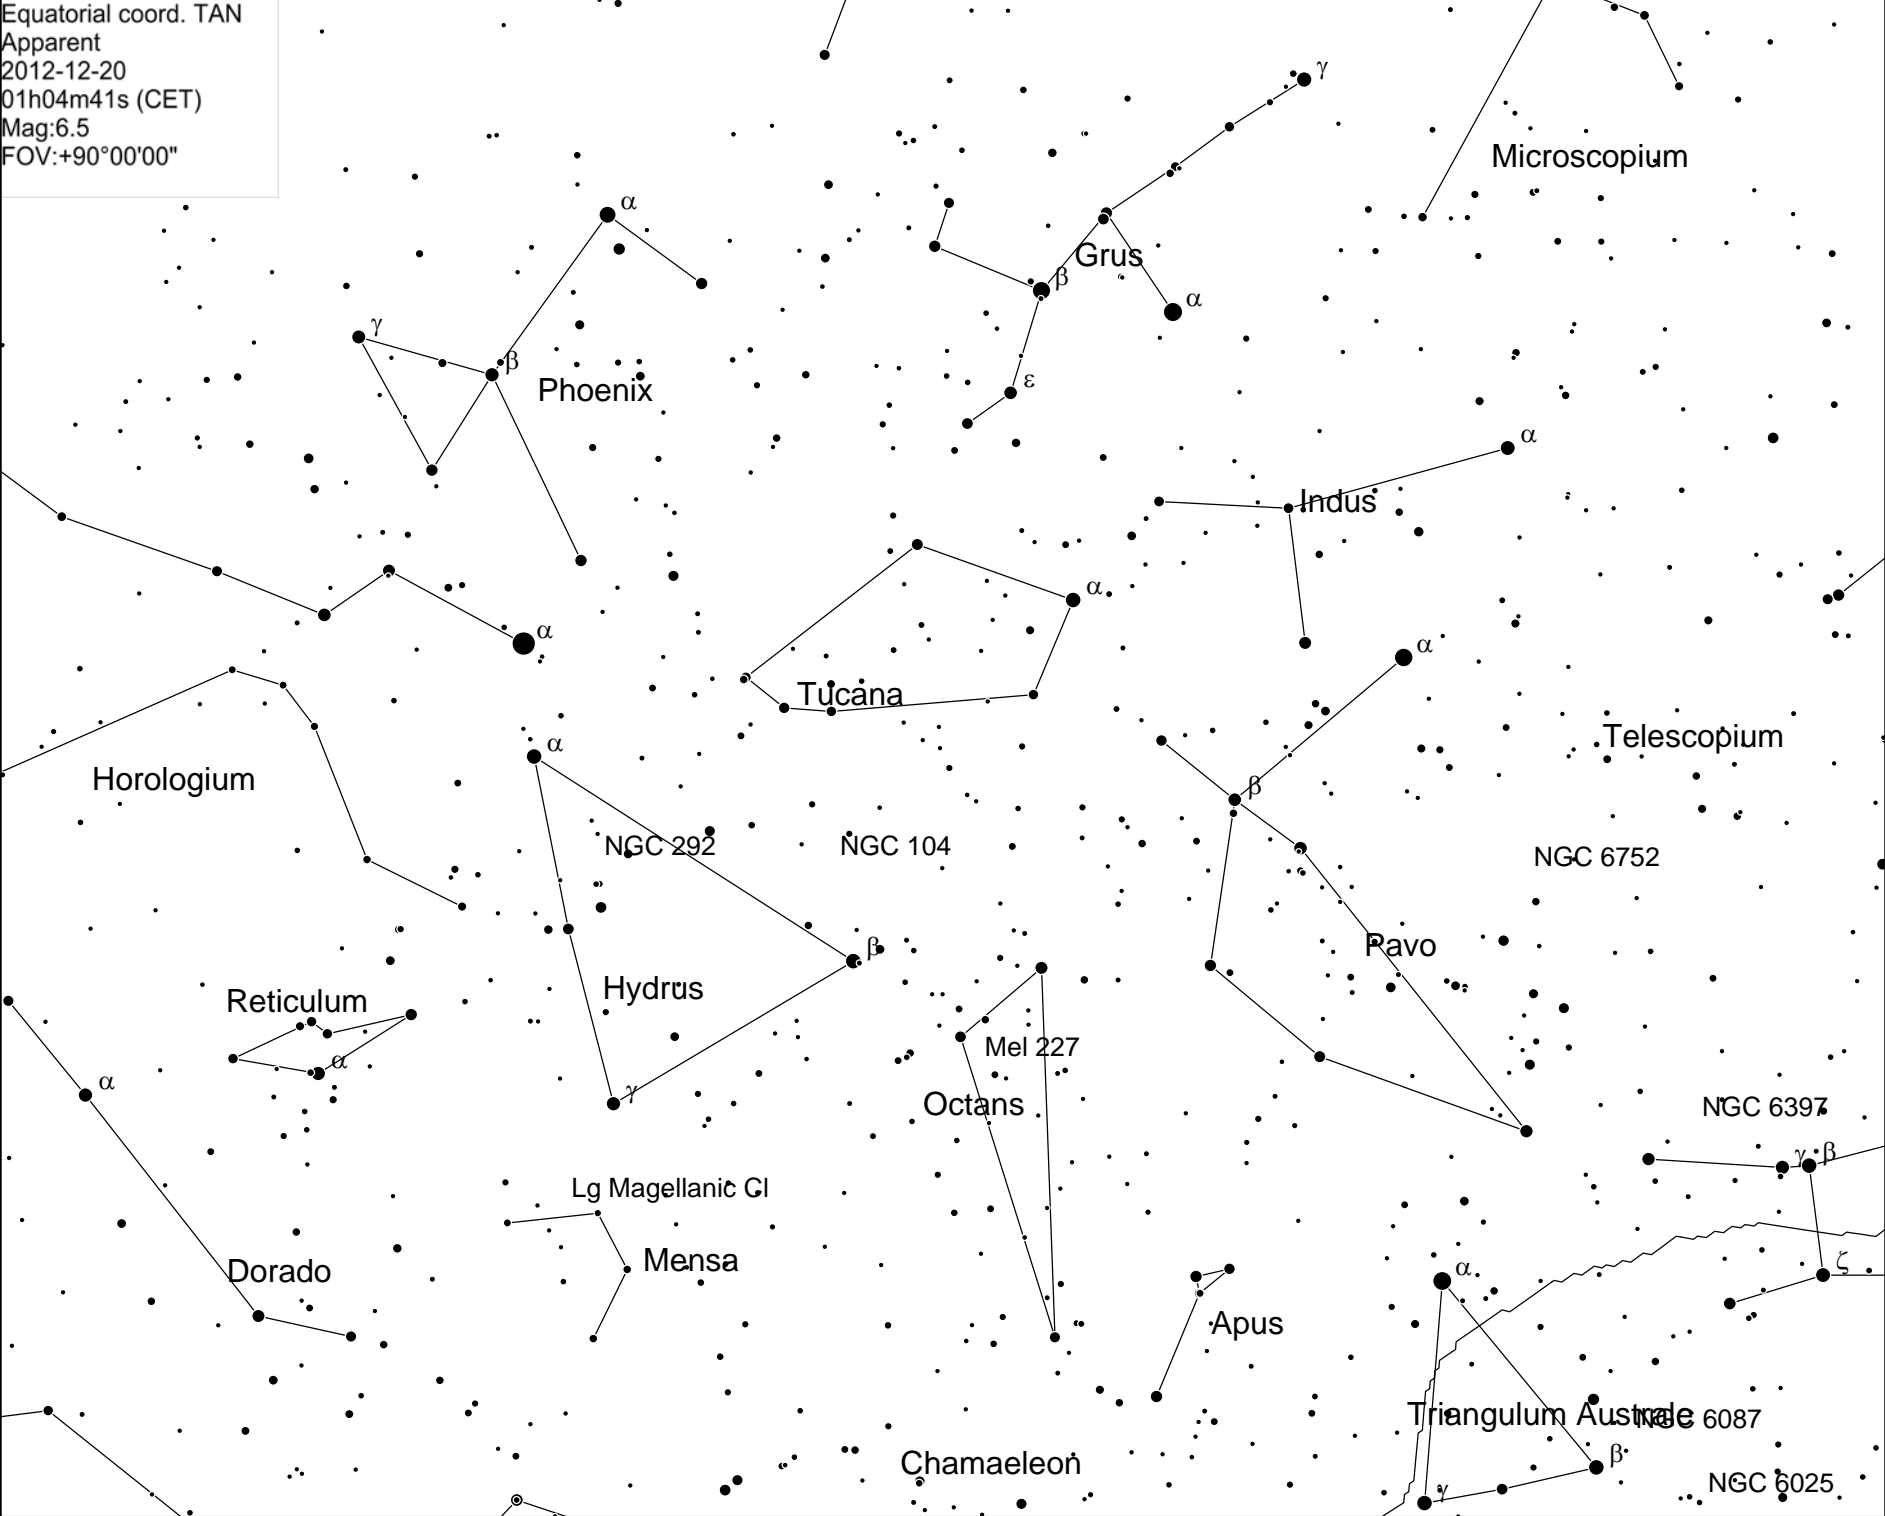 Equatorial coord. TAN
Apparent
2012-12-20
01h04m41s (CET)
Mag:6.5
FOV:+90°00'00"
γ
Microscopium
α
Grus
β
α
γ
β
Phoenix
ε
α
Indus
α
α
α
Tucana
Telescopium
α
Horologium
β
NGC 292
NGC 104
NGC 6752
β
Pavo
Hydrus
Reticulum
Mel 227
α
α
γ
Octans
NGC 6397
γ β
Lg Magellanic Cl
Mensa
Dorado
α
ζ
Apus
Triangulum Australe
NGC 6087
β
Chamaeleon
γ
NGC 6025